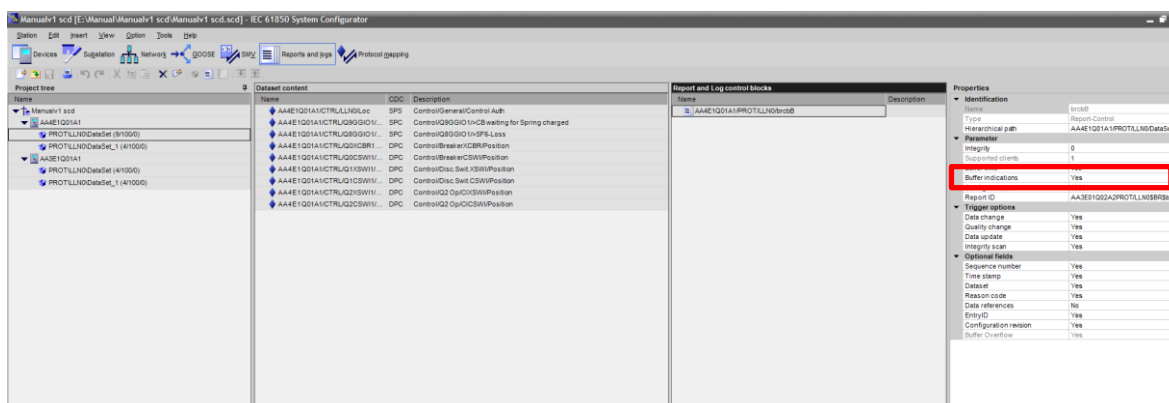 Manualv1 scd [E:\Manual\Manualv1 scd\Manualv1 scd.scd] - IEC 61850 System Configurator
Station Edit Insert View Option Tools Help
Devices Substation Network GOOSE SMV Reports and logs Protocol mapping
Project tree
Name
Manualv1 scd
AA4E1Q01A1
PROT\LLN0\DataSet (9/100/0)
PROT\LLN0\DataSet_1 (4/100/0)
AA3E1Q01A1
PROT\LLN0\DataSet (4/100/0)
PROT\LLN0\DataSet_1 (4/100/0)
Dataset content
Name CDC Description
AA4E1Q01A1/CTRL/LLN0/Loc SPS Control/General/Control Auth
AA4E1Q01A1/CTRL/Q9GGIO1/... SPC Control/Q9GGIO1/>CB waiting for Spring charged
AA4E1Q01A1/CTRL/Q8GGIO1/... SPC Control/Q8GGIO1/>SF6-Loss
AA4E1Q01A1/CTRL/Q0XCBR1... DPC Control/BreakerXCBR/Position
AA4E1Q01A1/CTRL/Q0CSWI1/... DPC Control/BreakerCSWI/Position
AA4E1Q01A1/CTRL/Q1XSWI1/... DPC Control/Disc.Swit.XSWI/Position
AA4E1Q01A1/CTRL/Q1CSWI1/... DPC Control/Disc.Swit.CSWI/Position
AA4E1Q01A1/CTRL/Q2XSWI1/... DPC Control/Q2 Op/ClXSWI/Position
AA4E1Q01A1/CTRL/Q2CSWI1/... DPC Control/Q2 Op/ClCSWI/Position
Report and Log control blocks
Name Description
AA4E1Q01A1/PROT/LLN0/brcbB
Properties
Identification
Name brcbB
Type Report-Control
Hierarchical path AA4E1Q01A1/PROT/LLN0/DataSe
Parameter
Integrity 0
Supported clients 1
Buffer indications Yes
Report ID AA3E01Q02A2PROT/LLN0$BR$b
Trigger options
Data change Yes
Quality change Yes
Data update Yes
Integrity scan Yes
Optional fields
Sequence number Yes
Time stamp Yes
Dataset Yes
Reason code Yes
Data references No
EntryID Yes
Configuration revision Yes
Buffer Overflow Yes